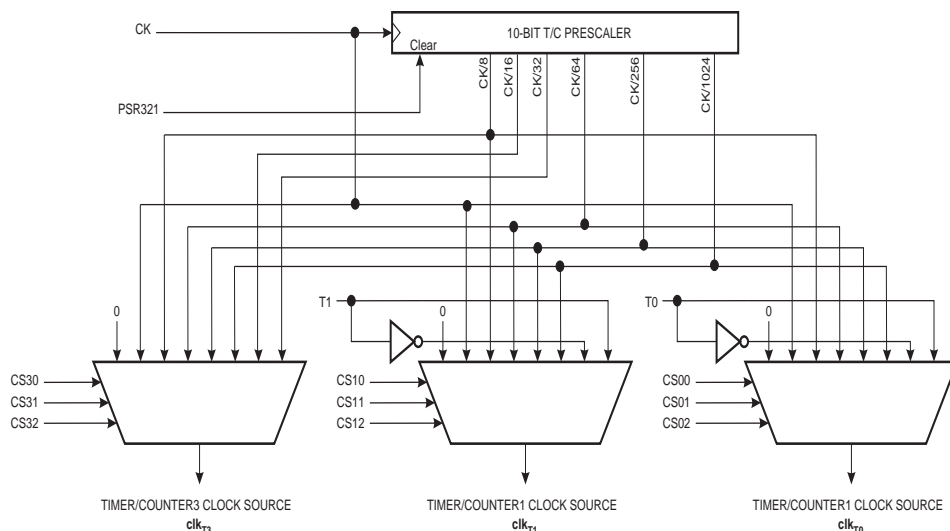 CK
10-BIT T/C PRESCALER
Clear
PSR321
CK/8
CK/16
CK/32
CK/64
CK/256
CK/1024
T1
T0
0
0
0
CS30
CS31
CS32
CS10
CS11
CS12
CS00
CS01
CS02
TIMER/COUNTER3 CLOCK SOURCE
clkT3
TIMER/COUNTER1 CLOCK SOURCE
clkT1
TIMER/COUNTER1 CLOCK SOURCE
clkT0